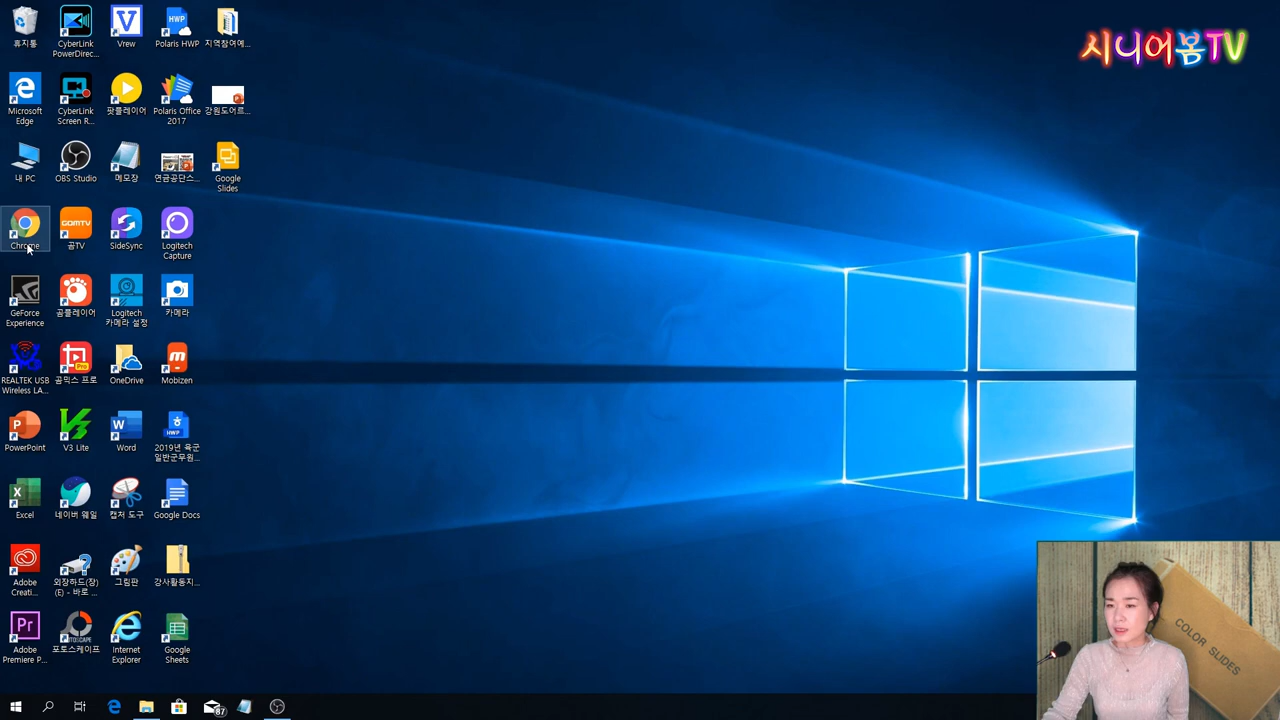 시니어봄TV
휴지통
CyberLink
PowerDirec...
Vrew
Polaris HWP
지역참여예...
Microsoft
Edge
CyberLink
Screen R...
팟플레이어
Polaris Office
2017
강원도어르...
내 PC
OBS Studio
메모장
연금공단스...
Google
Slides
Chrome
GOMTV
곰TV
SideSync
Logitech
Capture
GeForce
Experience
곰플레이어
Logitech
카메라 설정
카메라
REALTEK USB
Wireless LA...
Pro
곰믹스 프로
OneDrive
Mobizen
PowerPoint
V3 Lite
Word
HWP
2019년 육군
일반군무원...
Excel
네이버 웨일
캡처 도구
Google Docs
Adobe
Creati...
외장하드(장)
(E) - 바로 ...
그림판
강사활동지...
Adobe
Premiere P...
포토스케이프
Internet
Explorer
Google
Sheets
87
COLOR SLIDES